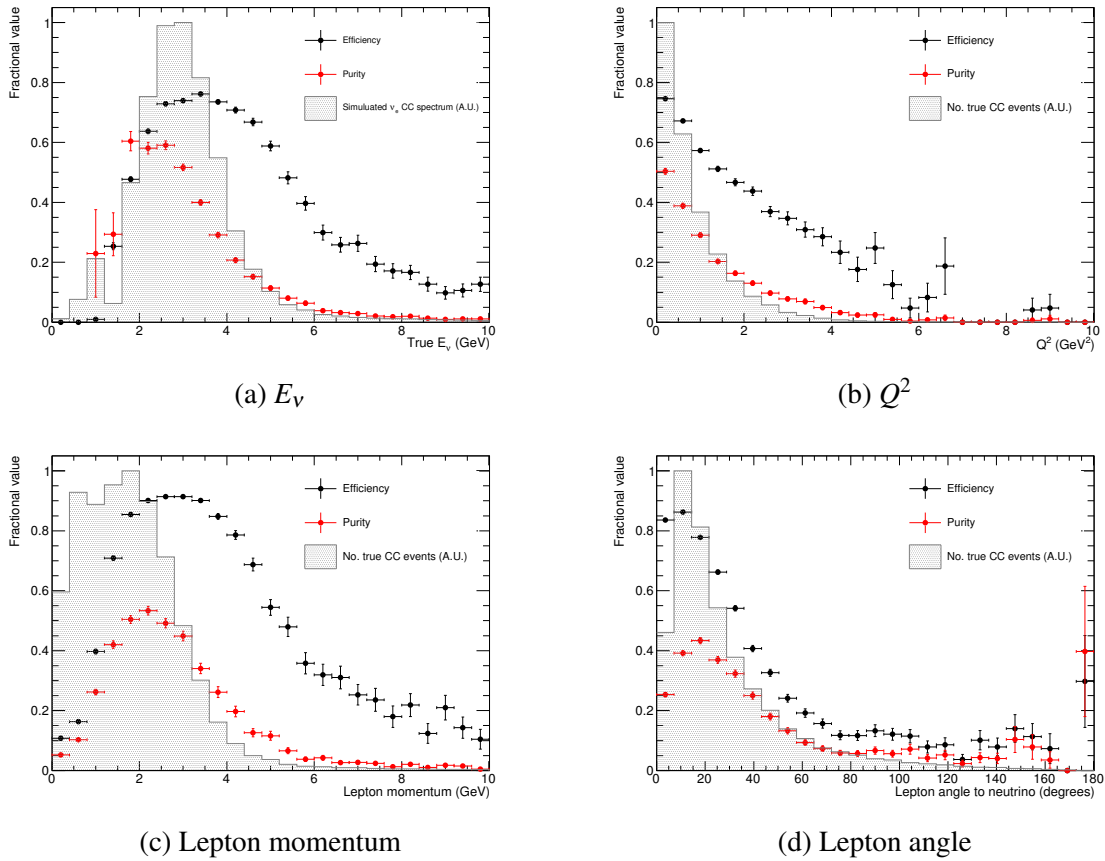 Fractional value
1
0.8
0.6
0.4
0.2
0
0 2 4 6 8 10
True Eν (GeV)
Efficiency
Purity
Simuluated νe CC spectrum (A.U.)
(a) Eν
Fractional value
1
0.8
0.6
0.4
0.2
0
0 2 4 6 8 10
Q² (GeV²)
Efficiency
Purity
No. true CC events (A.U.)
(b) Q²
Fractional value
1
0.8
0.6
0.4
0.2
0
0 2 4 6 8 10
Lepton momentum (GeV)
Efficiency
Purity
No. true CC events (A.U.)
(c) Lepton momentum
Fractional value
1
0.8
0.6
0.4
0.2
0
0 20 40 60 80 100 120 140 160 180
Lepton angle to neutrino (degrees)
Efficiency
Purity
No. true CC events (A.U.)
(d) Lepton angle